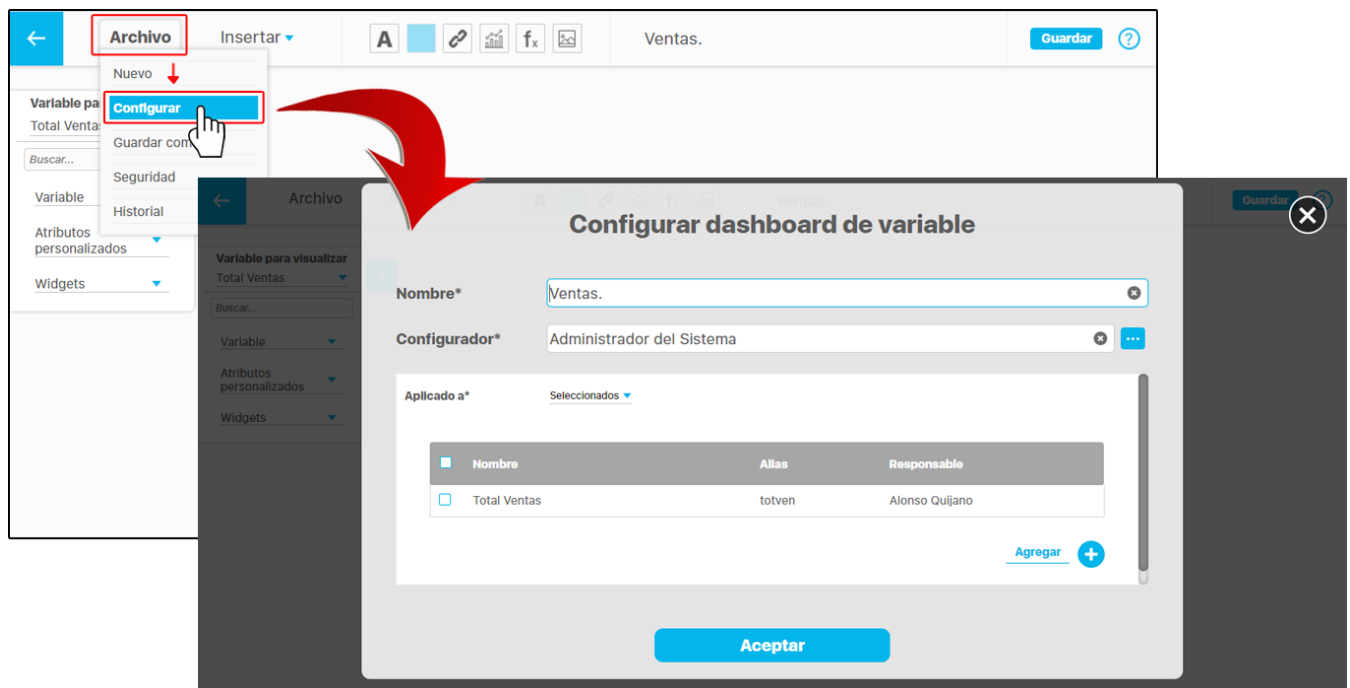 Archivo
Insertar
A
fx
Ventas.
Guardar
?
Nuevo
Configurar
Guardar com
Seguridad
Historial
Variable pa
Total Venta
Buscar...
Variable
Atributos
personalizados
Widgets
Archivo
A
Ventas.
Guardar
Variable para visualizar
Total Ventas
Buscar...
Variable
Atributos
personalizados
Widgets
Configurar dashboard de variable
Nombre*
Ventas.
Configurador*
Administrador del Sistema
...
Aplicado a*
Seleccionados
Nombre Alias Responsable
Total Ventas totven Alonso Quijano
Agregar
Aceptar